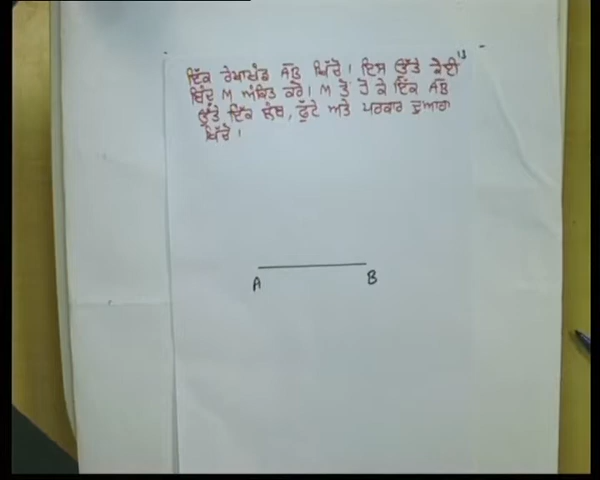 ਇੱਕ ਰੇਖਾਖੰਡ AB ਖਿੱਚੋ। ਇਸ ਉੱਤੇ ਕੋਈ
ਬਿੰਦੂ M ਅੰਕਿਤ ਕਰੋ। M ਤੋਂ ਹੋ ਕੇ ਇੱਕ AB
ਉੱਤੇ ਇੱਕ ਲੰਬ, ਫੁੱਟੇ ਅਤੇ ਪਰਕਾਰ ਦੁਆਰਾ
ਖਿੱਚੋ।
A B